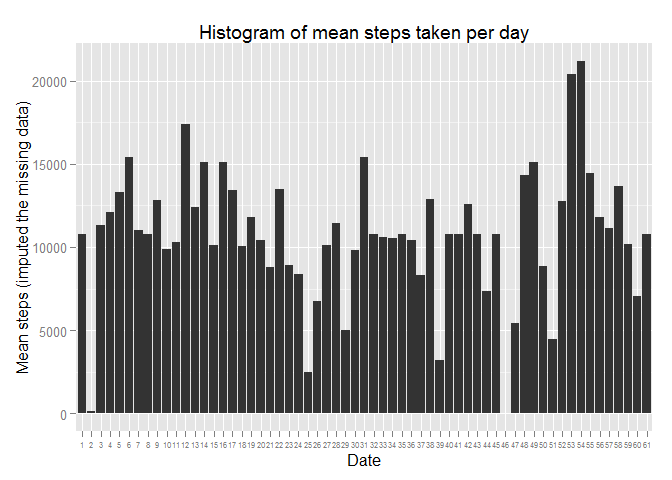 Histogram of mean steps taken per day
Mean steps (imputed the missing data)
20000
15000
10000
5000
0
1 2 3 4 5 6 7 8 9 10 11 12 13 14 15 16 17 18 19 20 21 22 23 24 25 26 27 28 29 30 31 32 33 34 35 36 37 38 39 40 41 42 43 44 45 46 47 48 49 50 51 52 53 54 55 56 57 58 59 60 61
Date